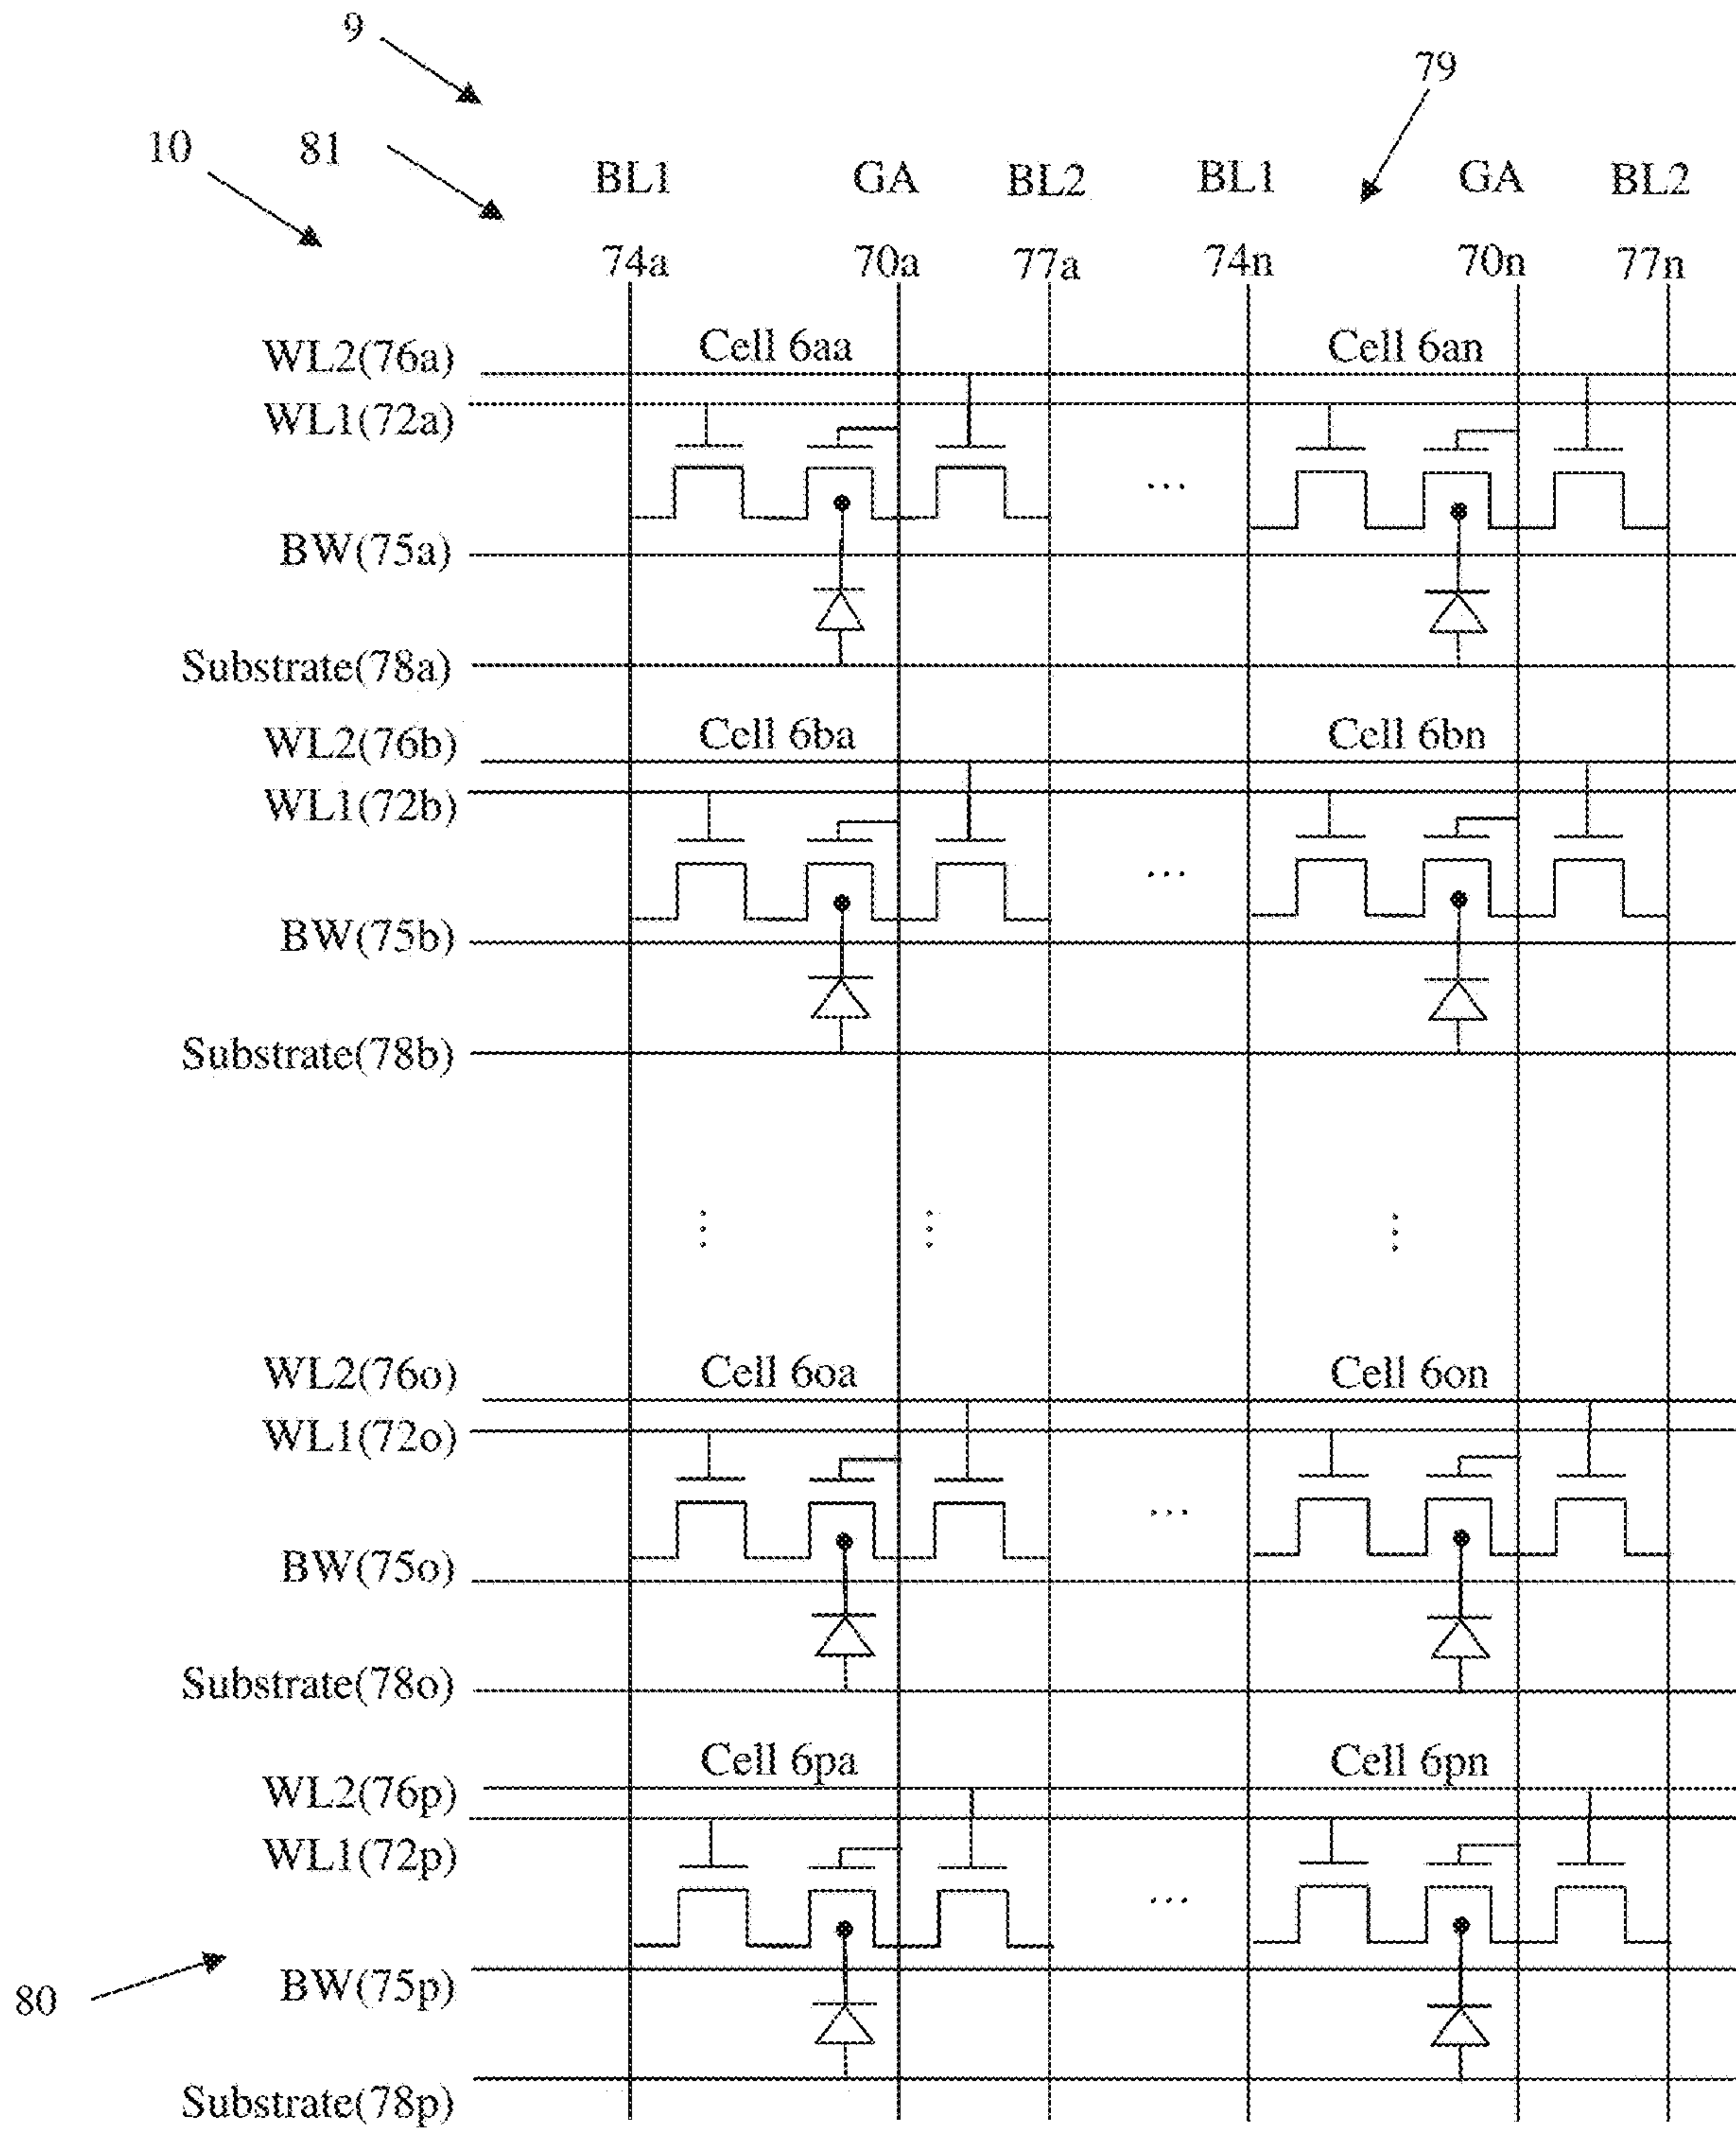 9
79
10 81
BL1 GA BL2 BL1 GA BL2
74a 70a 77a 74n 70n 77n
WL2(76a) Cell 6aa Cell 6an
WL1(72a)
...
BW(75a)
Substrate(78a)
WL2(76b) Cell 6ba Cell 6bn
WL1(72b)
...
BW(75b)
Substrate(78b)
WL2(76o) Cell 6oa Cell 6on
WL1(72o)
...
BW(75o)
Substrate(78o)
Cell 6pa Cell 6pn
WL2(76p)
WL1(72p)
...
BW(75p)
80
Substrate(78p)